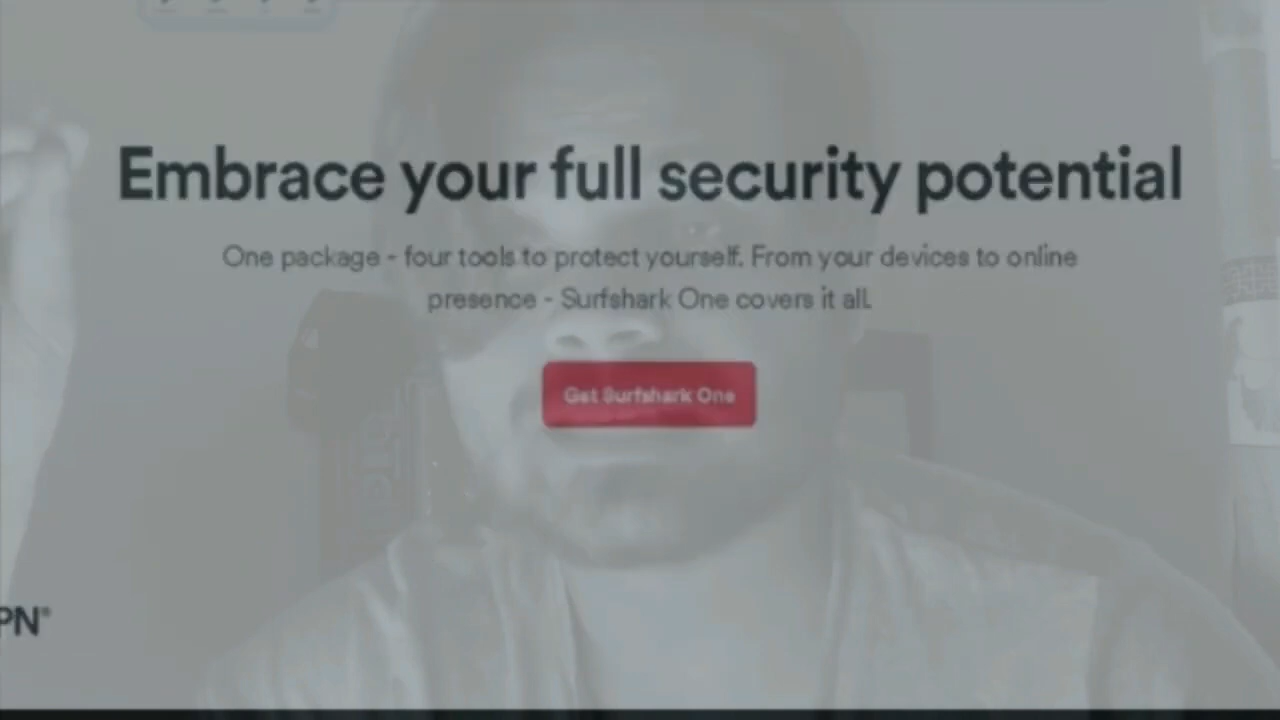 Embrace your full security potential
One package - four tools to protect yourself. From your devices to online
presence - Surfshark One covers it all.
Get Surfshark One
PN®